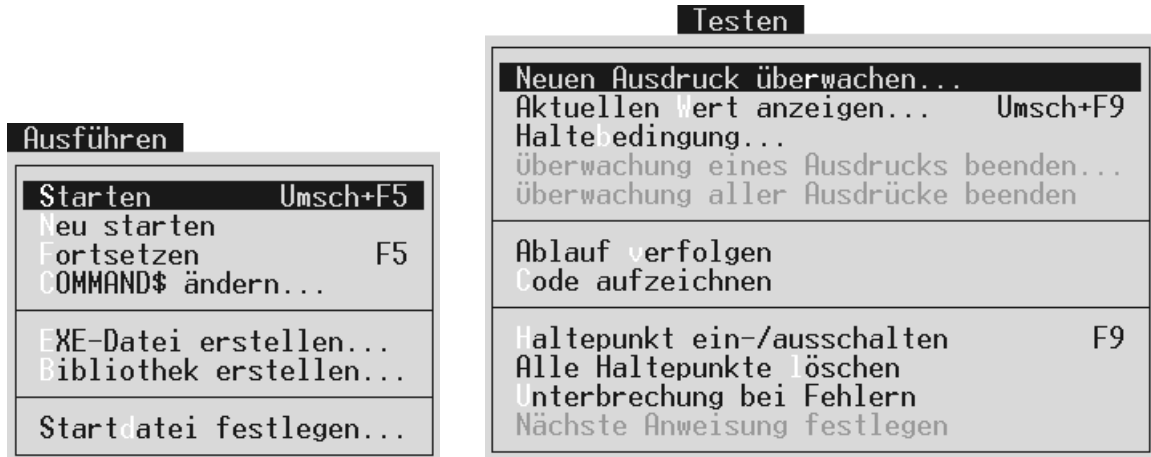 Ausführen
Starten Umsch+F5
Neu starten
Fortsetzen F5
COMMAND$ ändern...
EXE-Datei erstellen...
Bibliothek erstellen...
Startdatei festlegen...
Testen
Neuen Ausdruck überwachen...
Aktuellen Wert anzeigen... Umsch+F9
Haltebedingung...
Überwachung eines Ausdrucks beenden...
Überwachung aller Ausdrücke beenden
Ablauf verfolgen
Code aufzeichnen
Haltepunkt ein-/ausschalten F9
Alle Haltepunkte löschen
Unterbrechung bei Fehlern
Nächste Anweisung festlegen